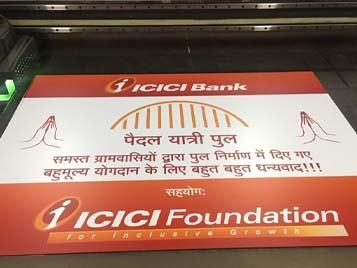 ICICI Bank
पैदल यात्री पुल
समस्त ग्रामवासियों द्वारा पुल निर्माण में दिए गए
बहुमूल्य योगदान के लिए बहुत बहुत धन्यवाद!!!
सहयोग:
ICICI Foundation
for Inclusive Growth